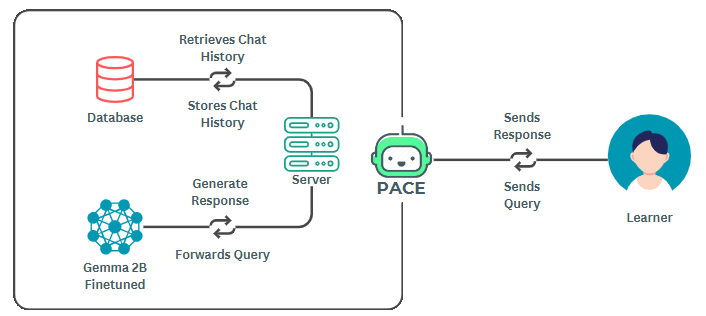 Retrieves Chat
History
Stores Chat
History
Database
Server
Generate
Response
Forwards Query
Gemma 2B
Finetuned
PACE
Sends
Response
Sends
Query
Learner